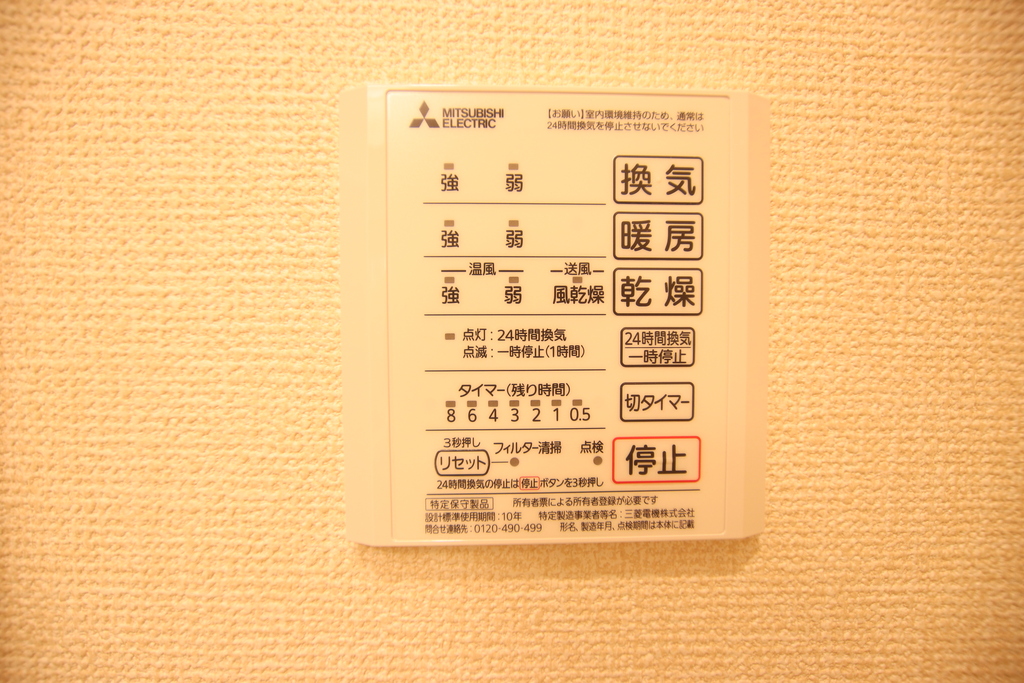 MITSUBISHI
ELECTRIC
【お願い】室内環境維持のため、通常は
24時間換気を停止させないでください
強 弱 換気
強 弱 暖房
温風 送風
強 弱 風乾燥 乾燥
点灯:24時間換気
点滅:一時停止(1時間)
24時間換気
一時停止
タイマー(残り時間)
8 6 4 3 2 1 0.5
切タイマー
3秒押し
リセット フィルター清掃 点検
停止
24時間換気の停止は停止ボタンを3秒押し
特定保守製品 所有者票による所有者登録が必要です
設計標準使用期間:10年 特定製造事業者等名:三菱電機株式会社
問合せ連絡先:0120-490-499 形名、製造年月、点検期間は本体に記載